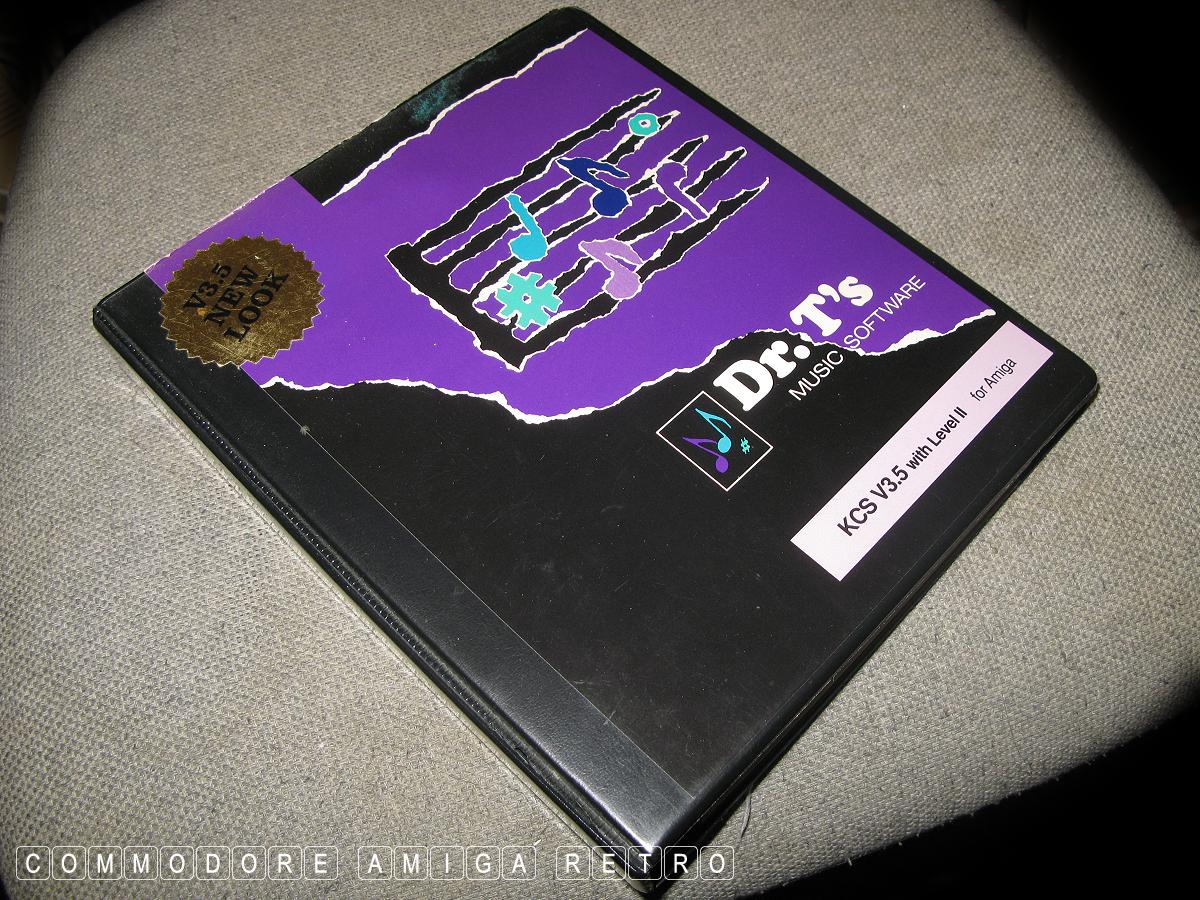 V3.5
NEW
LOOK
Dr. T's
MUSIC SOFTWARE
KCS V3.5 with Level II for Amiga
COMMODORE AMIGA RETRO